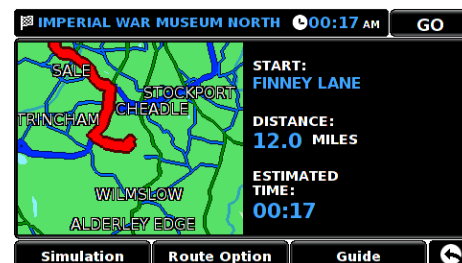 IMPERIAL WAR MUSEUM NORTH 00:17 AM GO
SALE
STOCKPORT
CHEADLE
TRINCHAM
WILMSLOW
ALDERLEY EDGE
START:
FINNEY LANE
DISTANCE:
12.0 MILES
ESTIMATED
TIME:
00:17
Simulation Route Option Guide